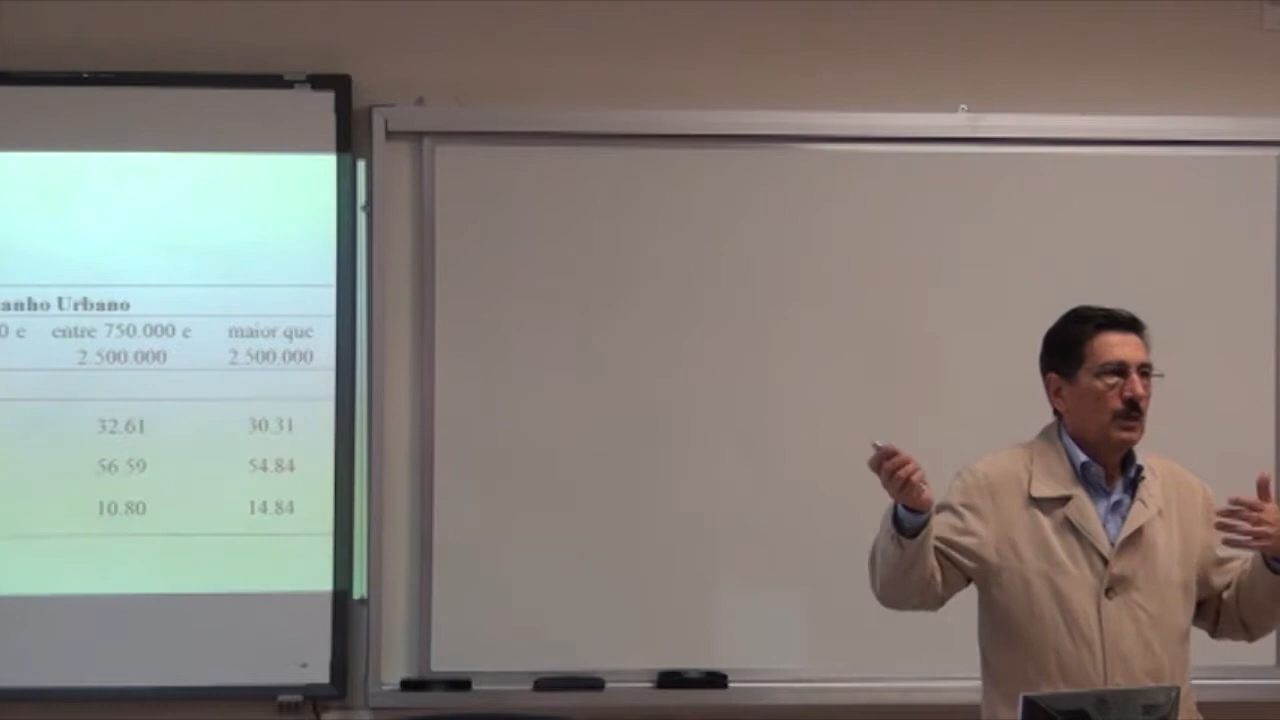 anho Urbano
0 e entre 750.000 e maior que
2.500.000 2.500.000
32.61 30.31
56.59 54.84
10.80 14.84